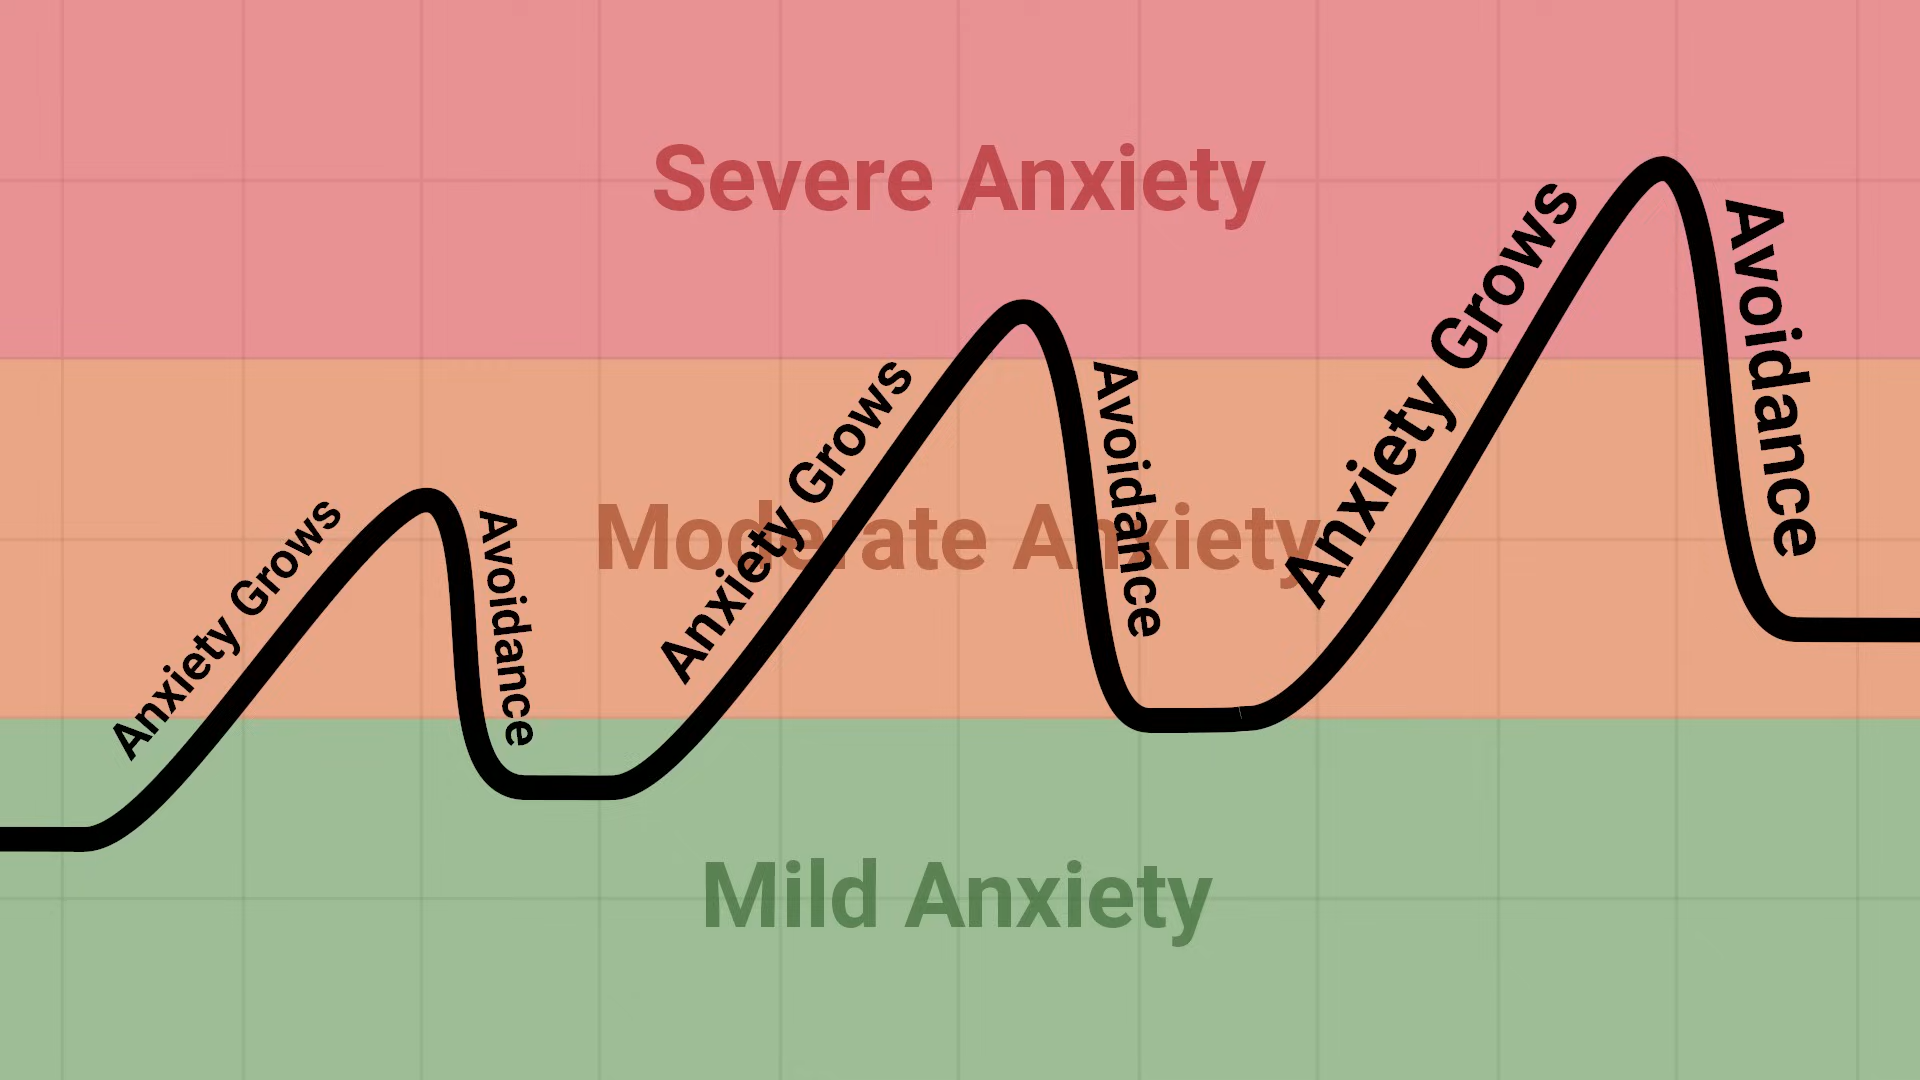 Severe Anxiety
Moderate Anxiety
Mild Anxiety
Anxiety Grows
Avoidance
Anxiety Grows
Avoidance
Anxiety Grows
Avoidance